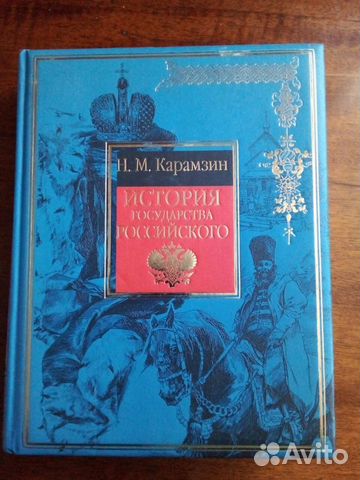 Н. М. Карамзин
ИСТОРИЯ
ГОСУДАРСТВА
РОССИЙСКОГО
Avito